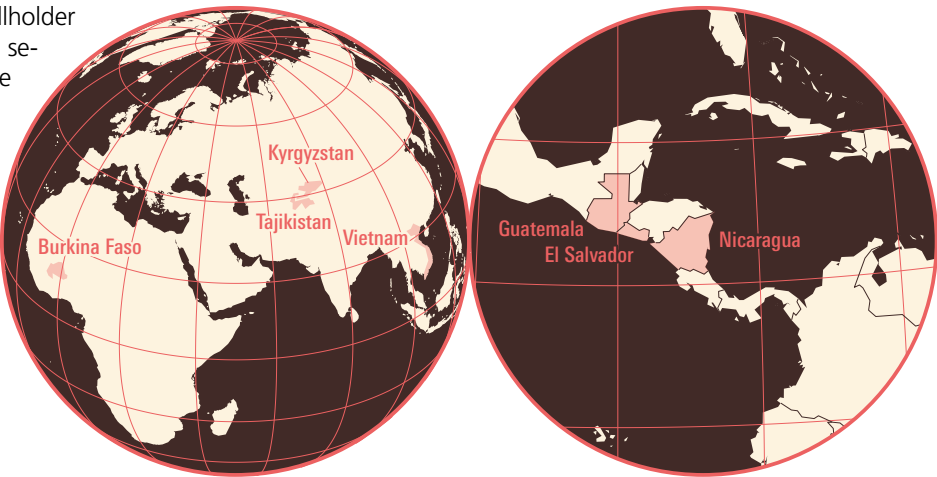 llholder
se-
e
Kyrgyzstan
Tajikistan
Vietnam
Burkina Faso
Guatemala
El Salvador
Nicaragua